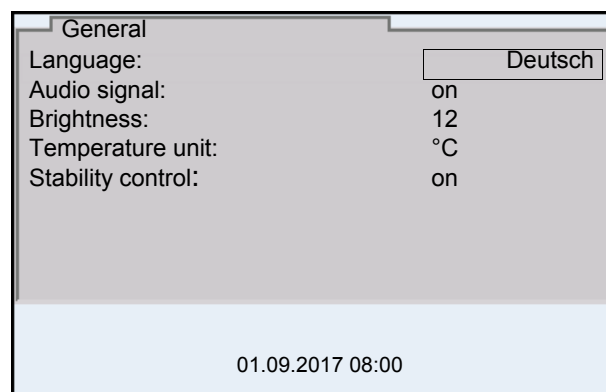 General
Language: Deutsch
Audio signal: on
Brightness: 12
Temperature unit: °C
Stability control: on
01.09.2017 08:00